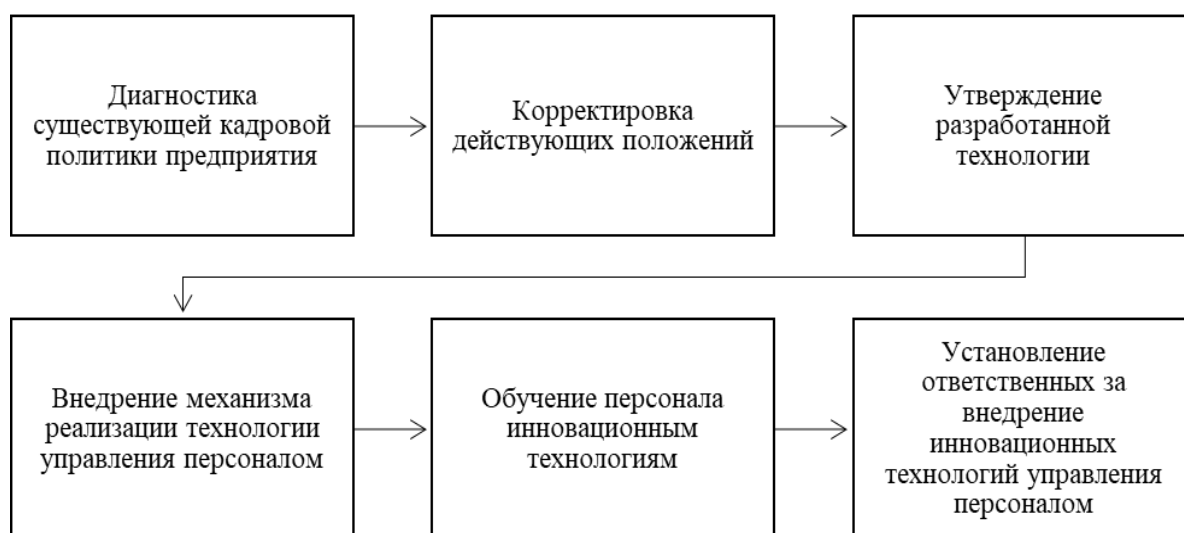 Диагностика
существующей кадровой
политики предприятия
Корректировка
действующих положений
Утверждение
разработанной
технологии
Внедрение механизма
реализации технологии
управления персоналом
Обучение персонала
инновационным
технологиям
Установление
ответственных за
внедрение
инновационных
технологий управления
персоналом